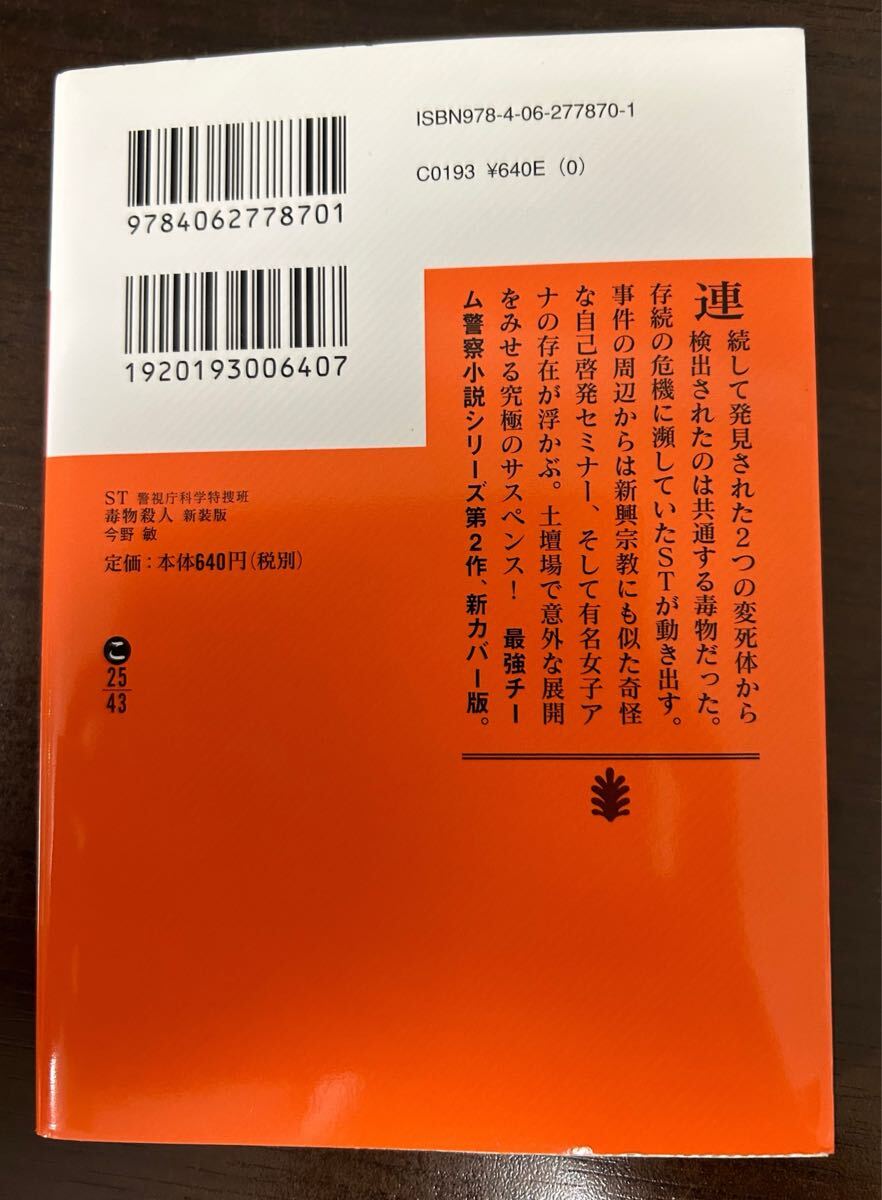 ISBN978-4-06-277870-1
C0193 ¥640E (0)
9784062778701
1920193006407
連続して発見された2つの変死体から
検出されたのは共通する毒物だった。
存続の危機に瀕していたSTが動き出す。
事件の周辺からは新興宗教にも似た奇怪
な自己啓発セミナー、そして有名女子ア
ナの存在が浮かぶ。土壇場で意外な展開
をみせる究極のサスペンス! 最強チー
ム警察小説シリーズ第2作、新カバー版。
ST 警視庁科学特捜班
毒物殺人 新装版
今野 敏
定価:本体640円(税別)
こ
25
43